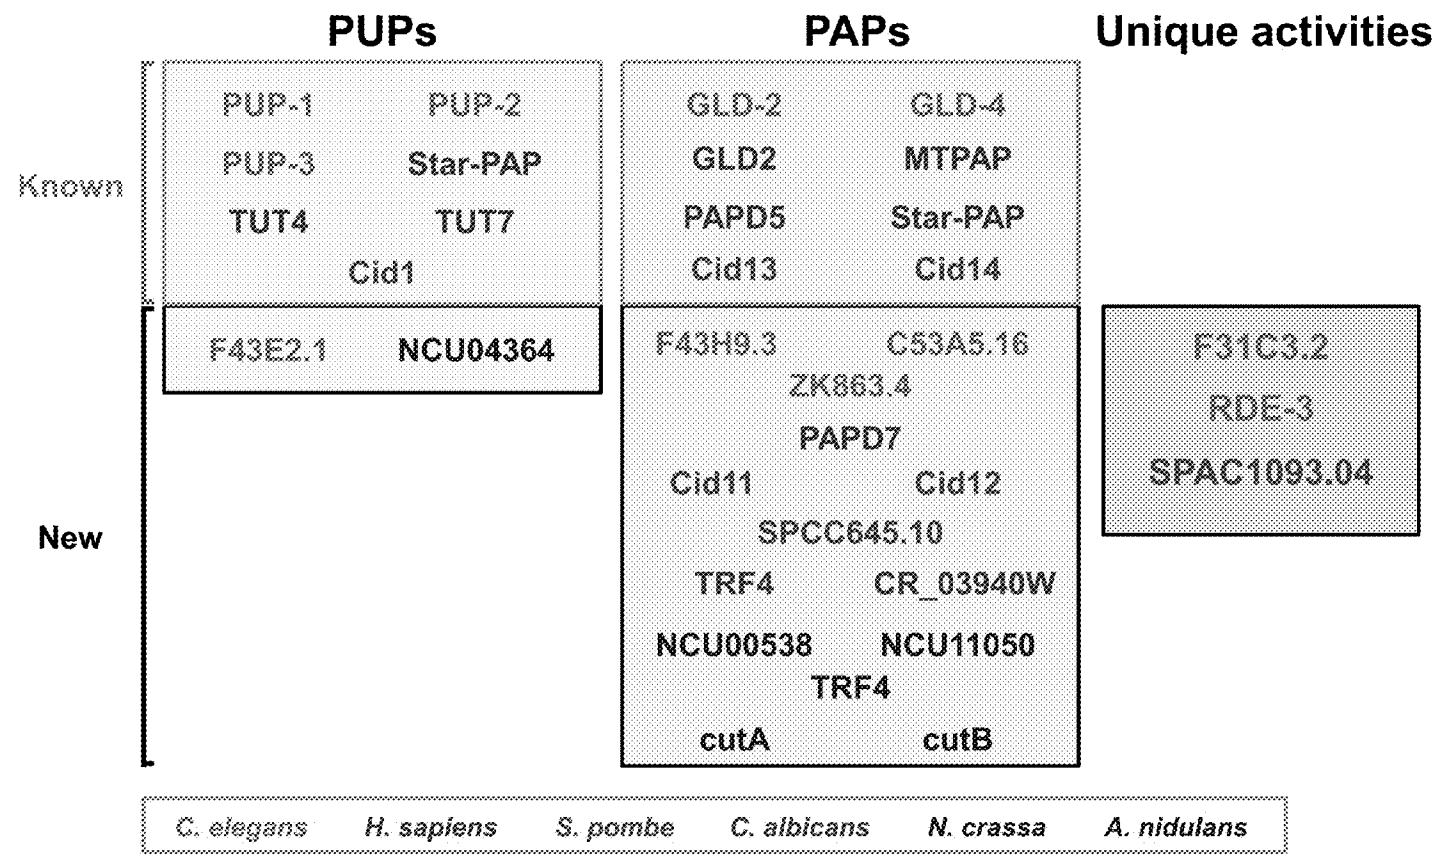 PUPs PAPs Unique activities
PUP-1 PUP-2 GLD-2 GLD-4
PUP-3 Star-PAP GLD2 MTPAP
Known
TUT4 TUT7 PAPD5 Star-PAP
Cid1 Cid13 Cid14
F43E2.1 NCU04364 F43H9.3 C53A5.16 F31C3.2
ZK863.4
RDE-3
PAPD7
Cid11 Cid12 SPAC1093.04
New
SPCC645.10
TRF4 CR_03940W
NCU00538 NCU11050
TRF4
cutA cutB
C. elegans H. sapiens S. pombe C. albicans N. crassa A. nidulans